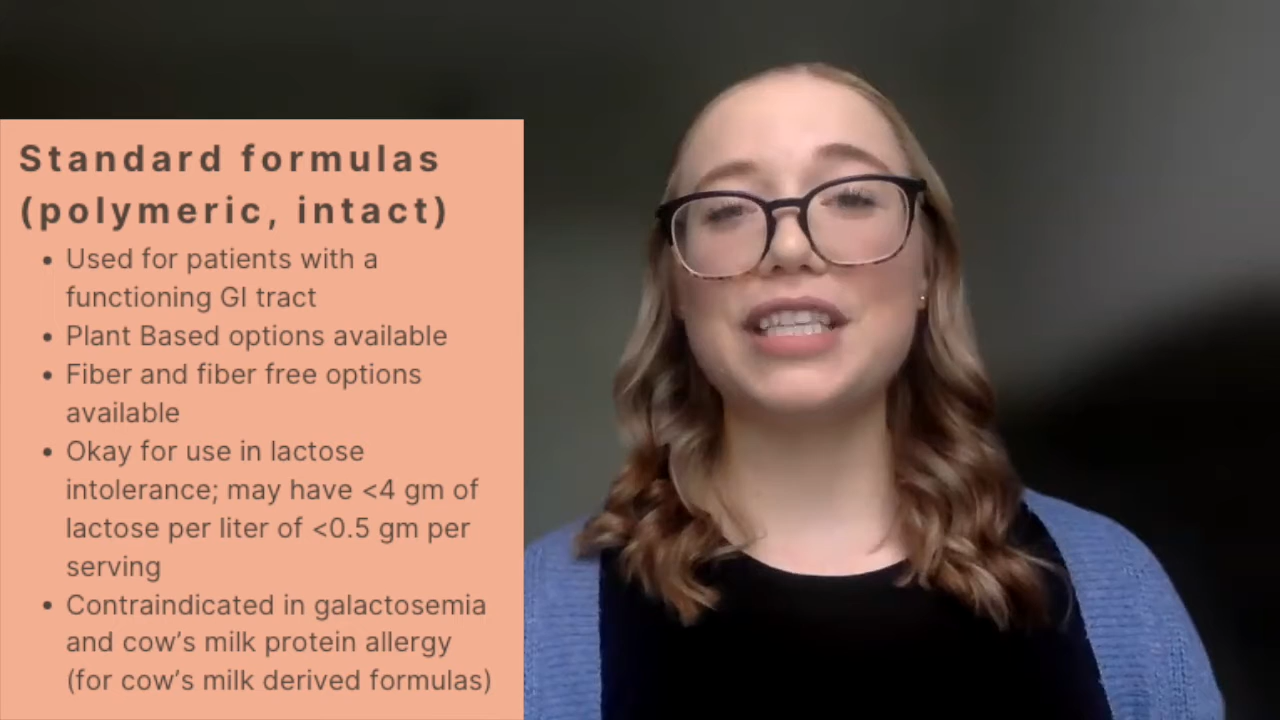 Standard formulas
(polymeric, intact)
• Used for patients with a
functioning GI tract
• Plant Based options available
• Fiber and fiber free options
available
• Okay for use in lactose
intolerance; may have <4 gm of
lactose per liter of <0.5 gm per
serving
• Contraindicated in galactosemia
and cow’s milk protein allergy
(for cow’s milk derived formulas)